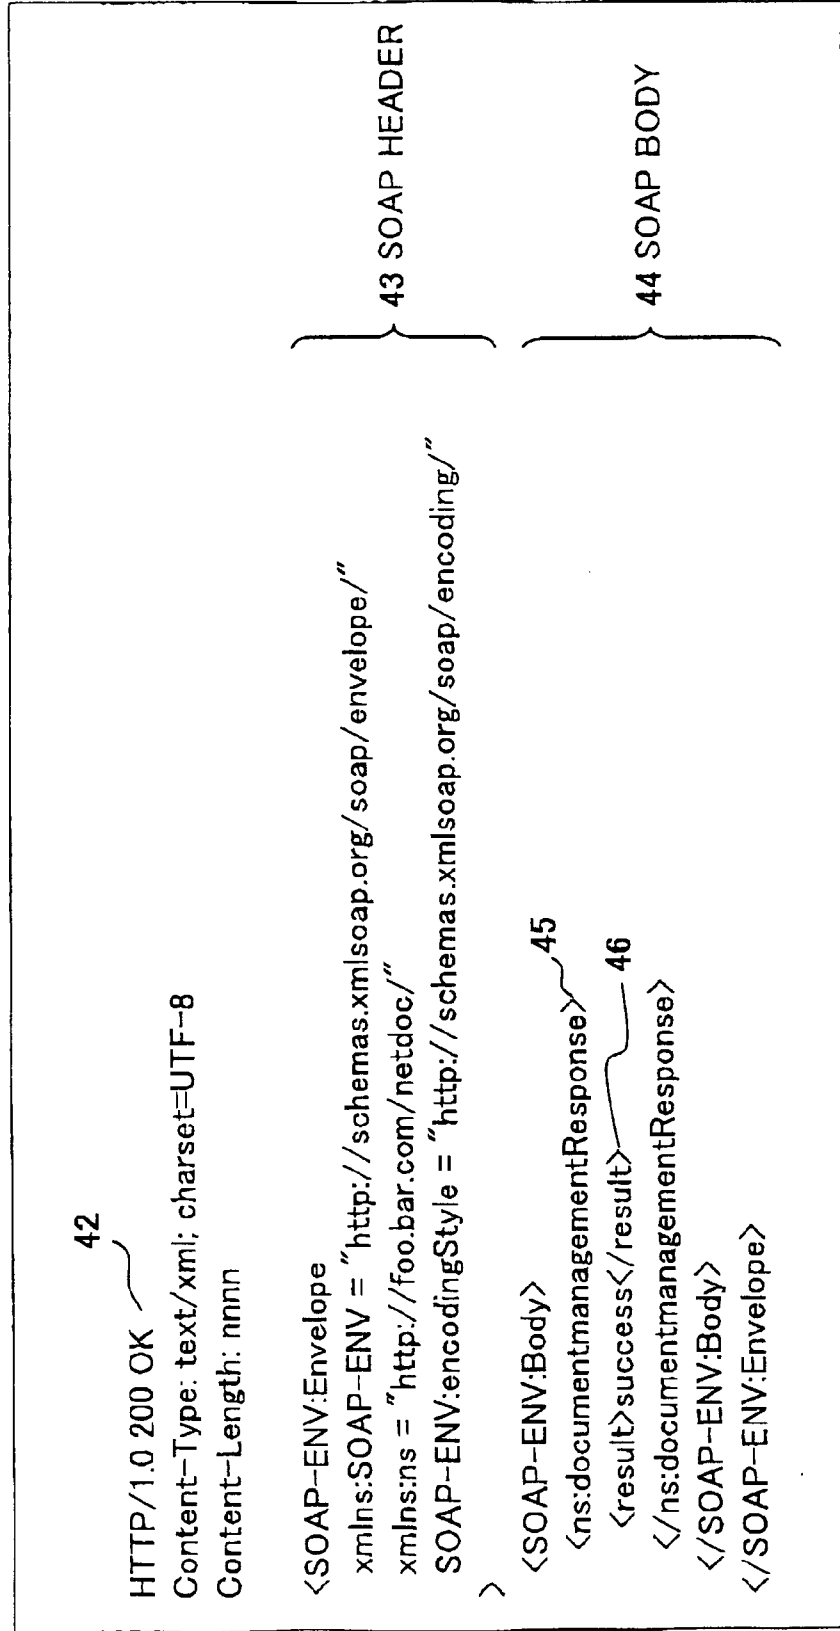 42
HTTP/1.0 200 OK
Content-Type: text/xml; charset=UTF-8
Content-Length: nnnn
<SOAP-ENV:Envelope
xmlns:SOAP-ENV = "http://schemas.xmlsoap.org/soap/envelope/"
xmlns:ns = "http://foo.bar.com/netdoc/"
SOAP-ENV:encodingStyle = "http://schemas.xmlsoap.org/soap/encoding/"
>
43 SOAP HEADER
<SOAP-ENV:Body>
<ns:documentmanagementResponse> 45
<result>success</result> 46
</ns:documentmanagementResponse>
</SOAP-ENV:Body>
</SOAP-ENV:Envelope>
44 SOAP BODY